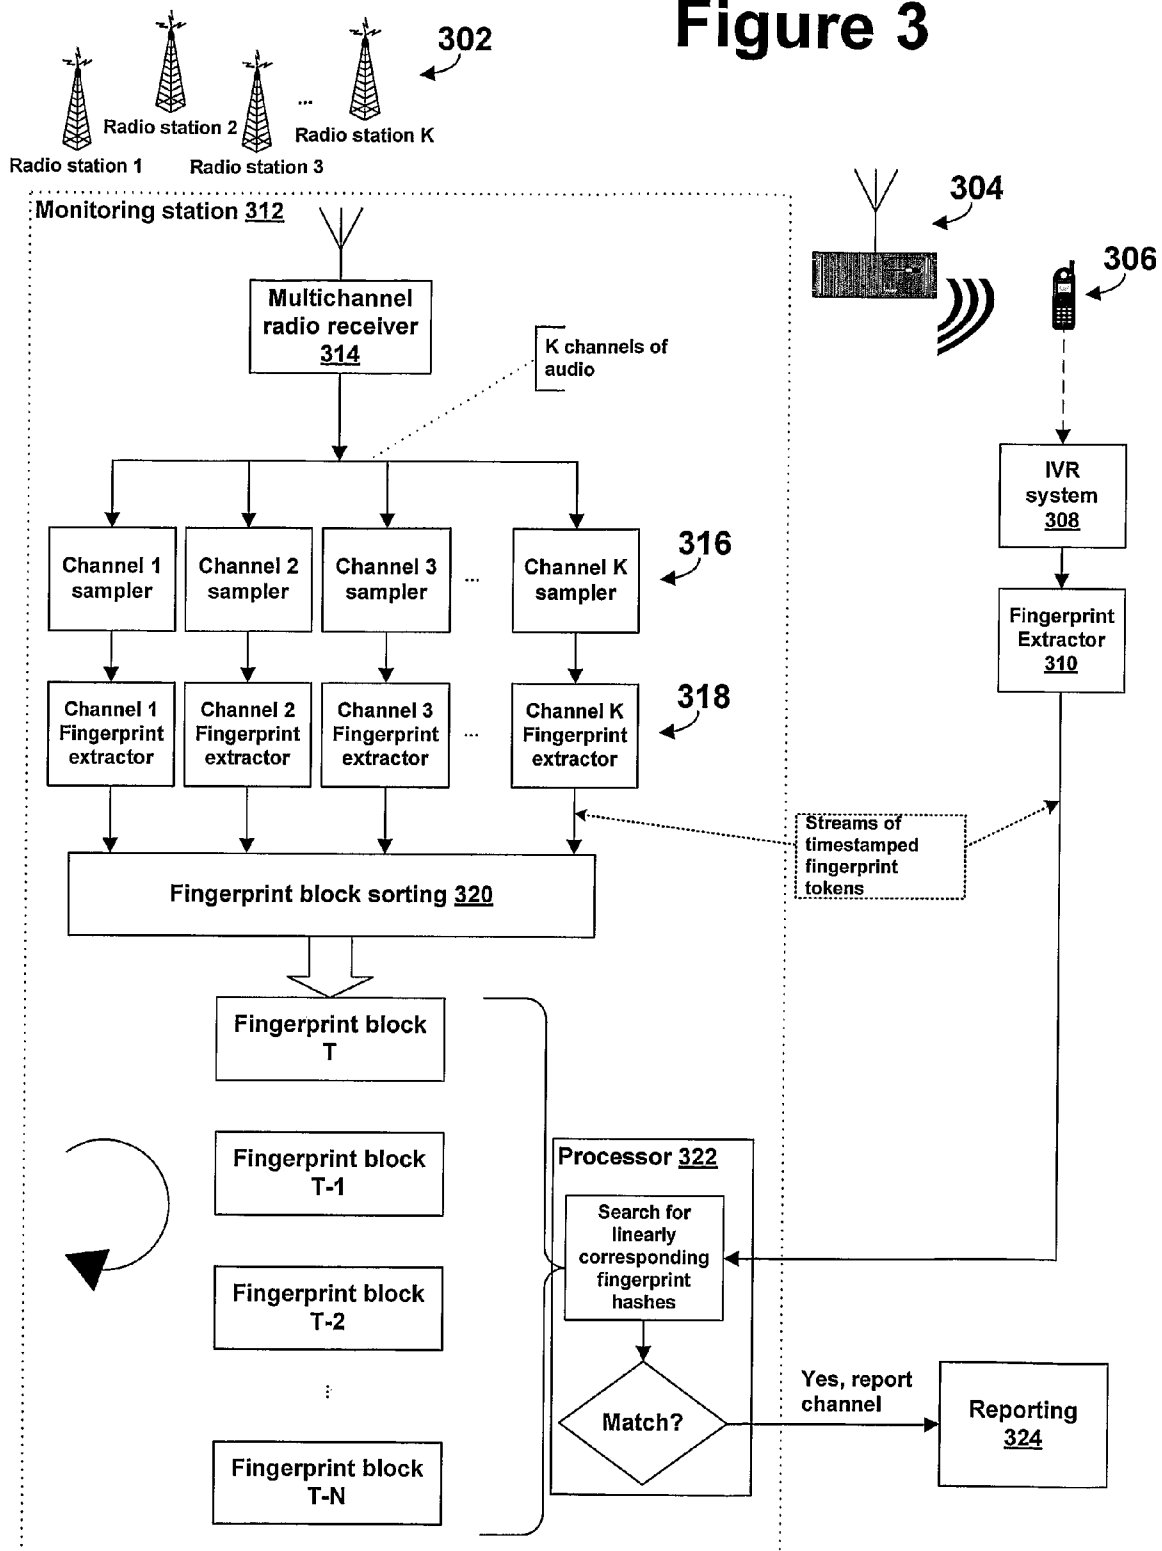 Figure 3
302
Radio station 2
Radio station K
Radio station 1
Radio station 3
...
304
306
Monitoring station 312
Multichannel
radio receiver
314
K channels of
audio
IVR
system
308
Fingerprint
Extractor
310
Channel 1
sampler
Channel 2
sampler
Channel 3
sampler
...
Channel K
sampler
316
Channel 1
Fingerprint
extractor
Channel 2
Fingerprint
extractor
Channel 3
Fingerprint
extractor
...
Channel K
Fingerprint
extractor
318
Streams of
timestamped
fingerprint
tokens
Fingerprint block sorting 320
Fingerprint block
T
Fingerprint block
T-1
Fingerprint block
T-2
...
Fingerprint block
T-N
Processor 322
Search for
linearly
corresponding
fingerprint
hashes
Match?
Yes, report
channel
Reporting
324